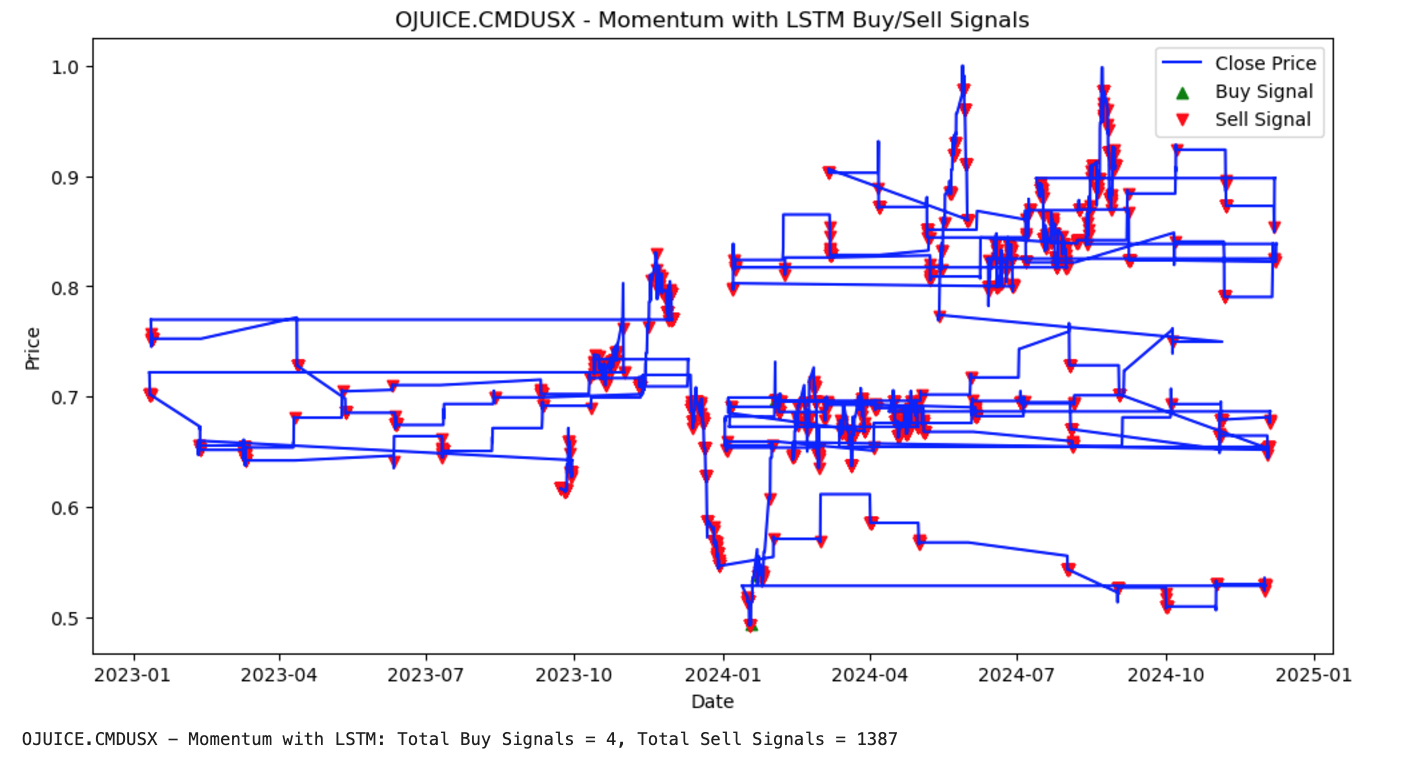 OJUICE.CMDUSX - Momentum with LSTM Buy/Sell Signals
Close Price
Buy Signal
Sell Signal
1.0
0.9
0.8
0.7
0.6
0.5
Price
2023-01 2023-04 2023-07 2023-10 2024-01 2024-04 2024-07 2024-10 2025-01
Date
OJUICE.CMDUSX – Momentum with LSTM: Total Buy Signals = 4, Total Sell Signals = 1387